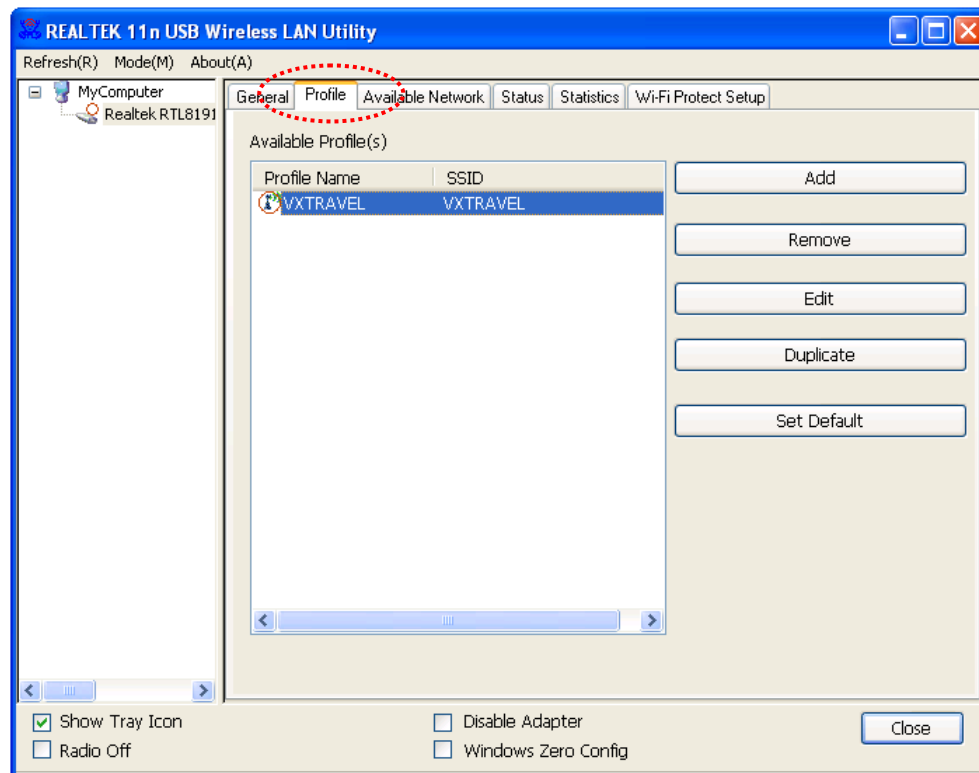 REALTEK 11n USB Wireless LAN Utility
Refresh(R) Mode(M) About(A)
MyComputer
Realtek RTL8191
General Profile Available Network Status Statistics Wi-Fi Protect Setup
Available Profile(s)
Profile Name SSID
VXTRAVEL VXTRAVEL
Add
Remove
Edit
Duplicate
Set Default
Show Tray Icon
Radio Off
Disable Adapter
Windows Zero Config
Close